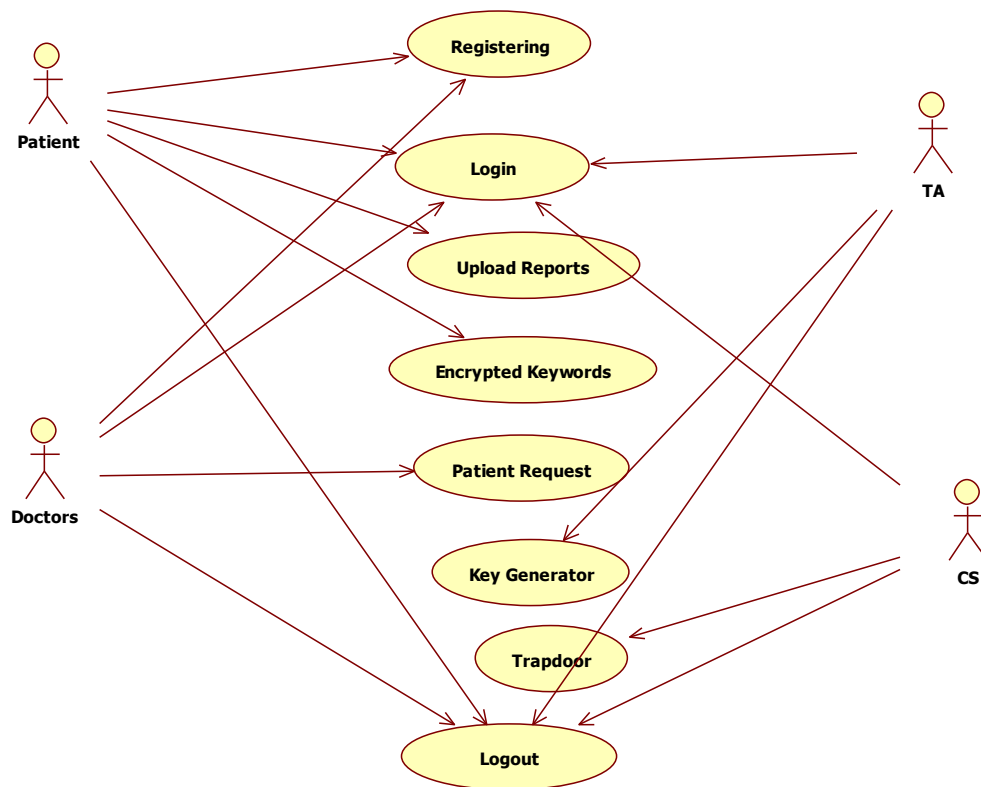 Registering
Patient
TA
Login
Upload Reports
Encrypted Keywords
Patient Request
Doctors
Key Generator
CS
Trapdoor
Logout